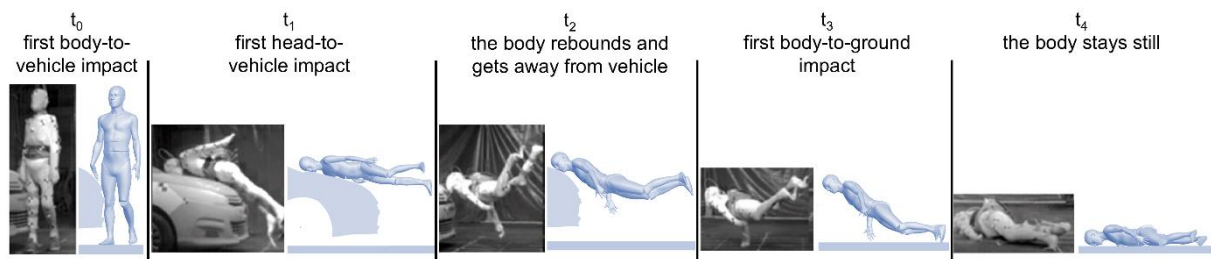 t₀
first body-to-
vehicle impact
t₁
first head-to-
vehicle impact
t₂
the body rebounds and
gets away from vehicle
t₃
first body-to-ground
impact
t₄
the body stays still